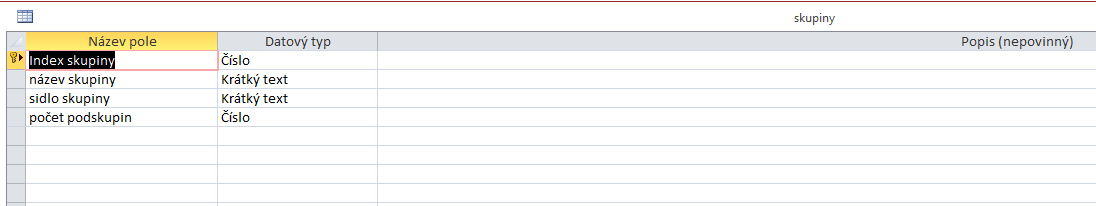 skupiny
Název pole Datový typ Popis (nepovinný)
Index skupiny Číslo
název skupiny Krátký text
sidlo skupiny Krátký text
počet podskupin Číslo